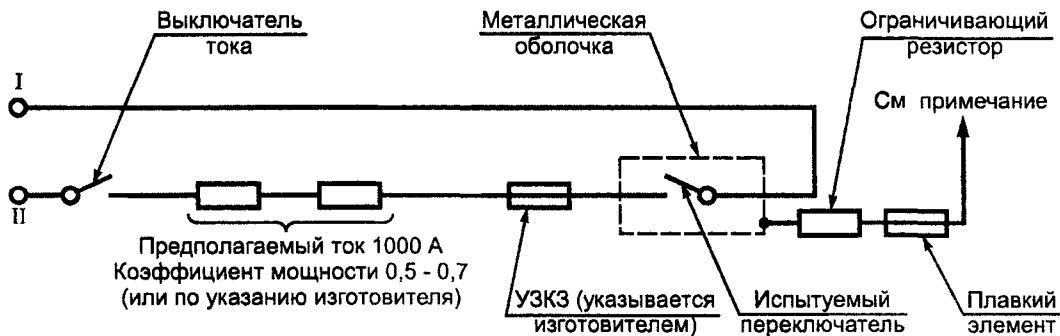 Выключатель
тока
Металлическая
оболочка
Ограничивающий
резистор
См примечание
I
II
Предполагаемый ток 1000 А
Коэффициент мощности 0,5 - 0,7
(или по указанию изготовителя)
УЗКЗ (указывается
изготовителем)
Испытуемый
переключатель
Плавкий
элемент